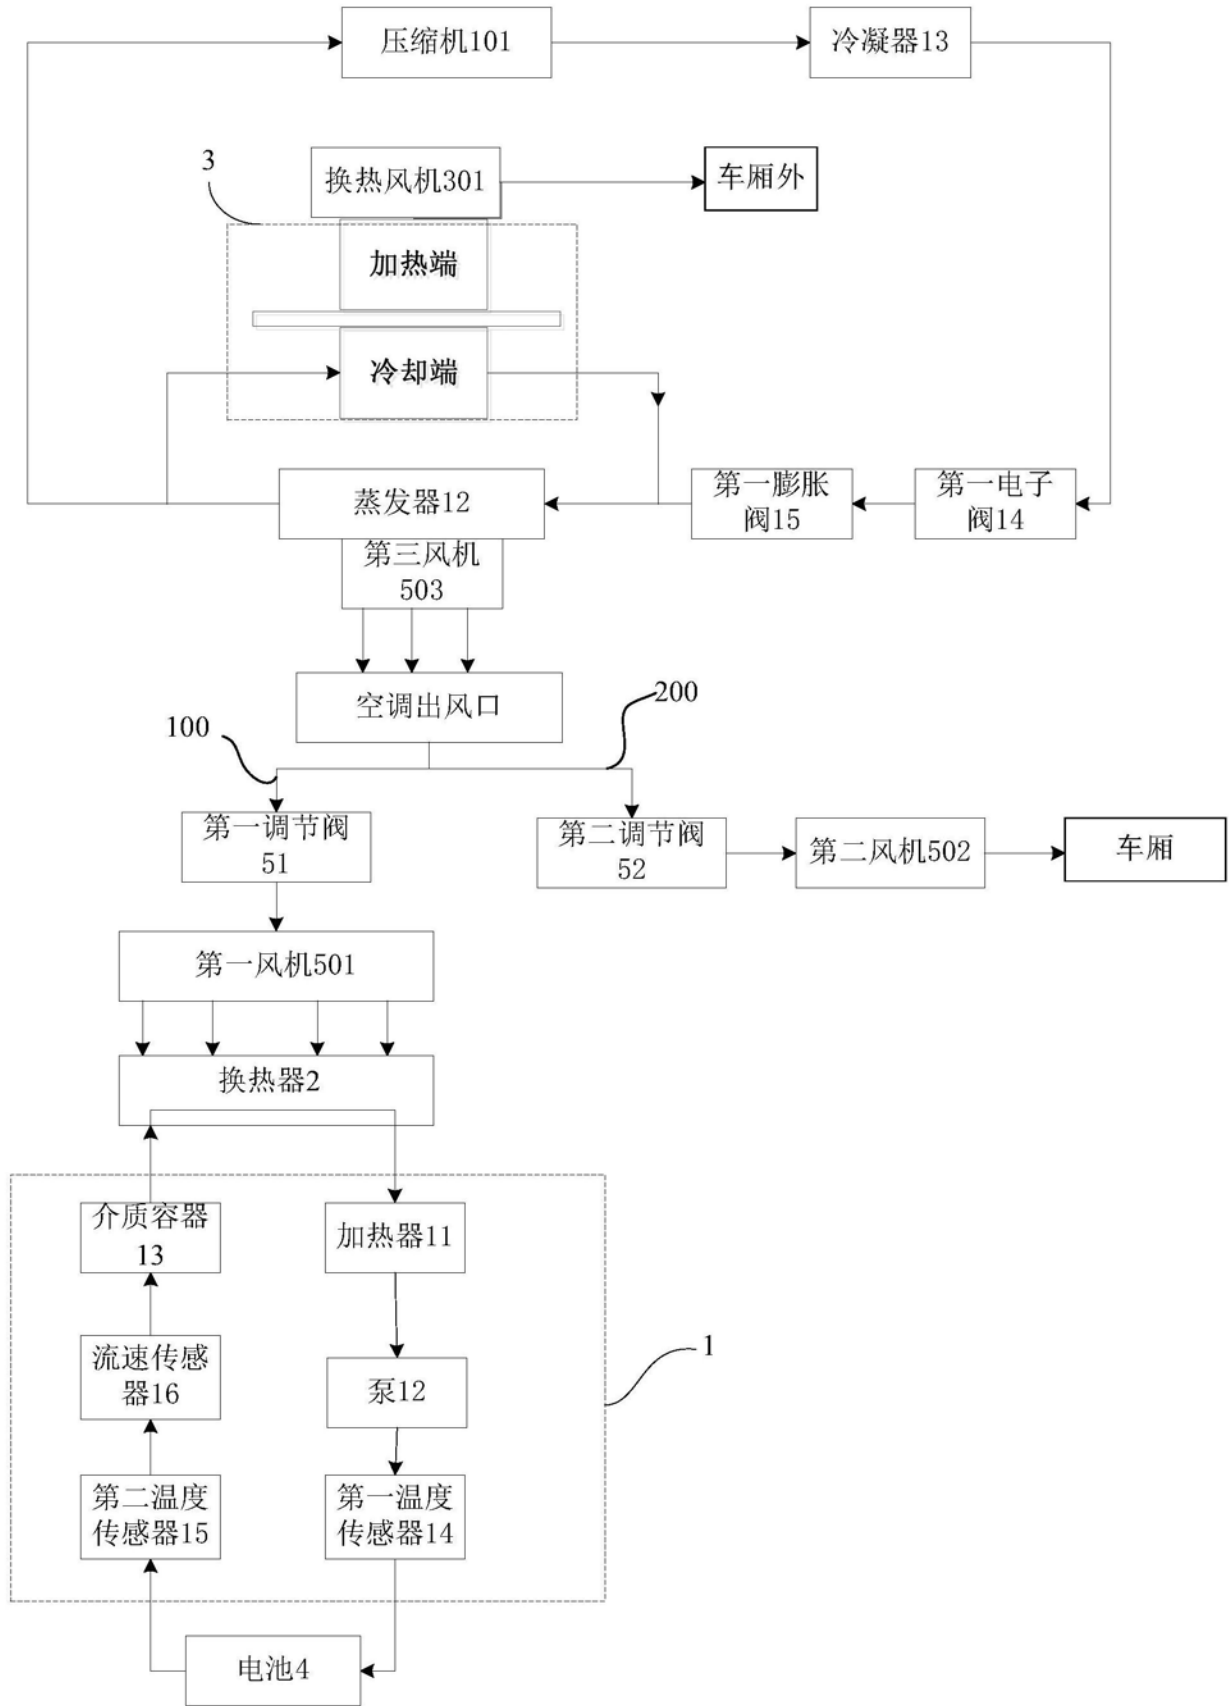 压缩机101
冷凝器13
3
换热风机301
车厢外
加热端
冷却端
蒸发器12
第一膨胀
阀15
第一电子
阀14
第三风机
503
空调出风口
200
100
第一调节阀
51
第二调节阀
52
第二风机502
车厢
第一风机501
换热器2
介质容器
13
加热器11
流速传感
器16
泵12
1
第二温度
传感器15
第一温度
传感器14
电池4